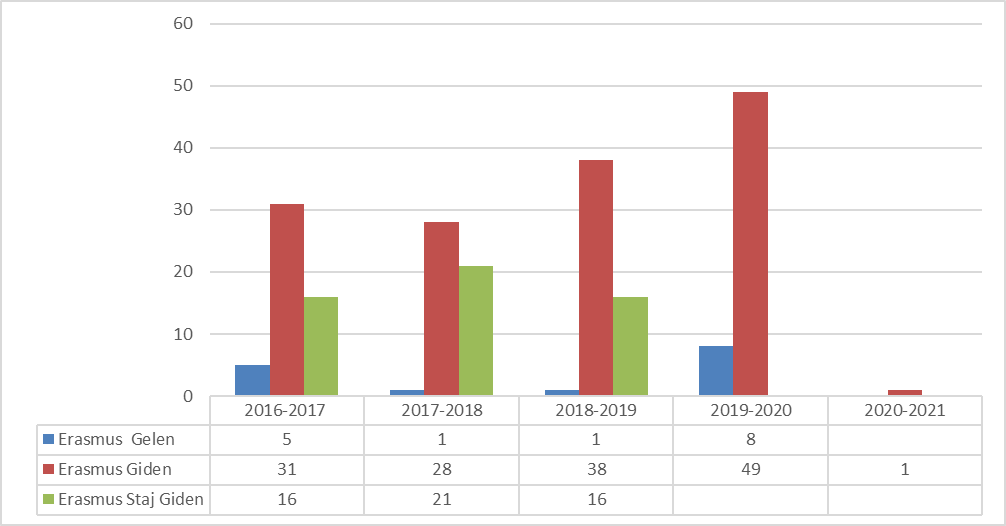 60
50
40
30
20
10
0
2016-2017 2017-2018 2018-2019 2019-2020 2020-2021
Erasmus Gelen 5 1 1 8
Erasmus Giden 31 28 38 49 1
Erasmus Staj Giden 16 21 16